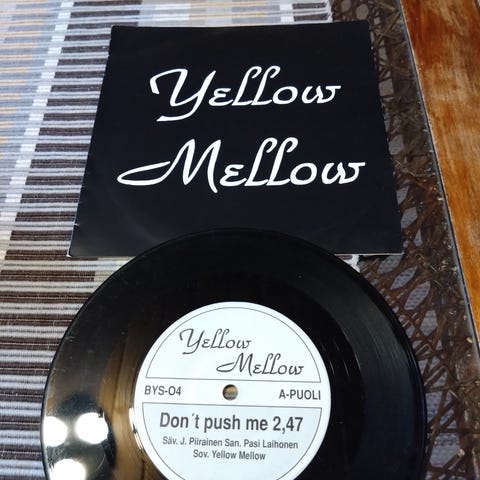 Yellow
Mellow
Yellow
Mellow
BYS-04 A-PUOLI
Don´t push me 2,47
Säv. J. Piirainen San. Pasi Laihonen
Sov. Yellow Mellow